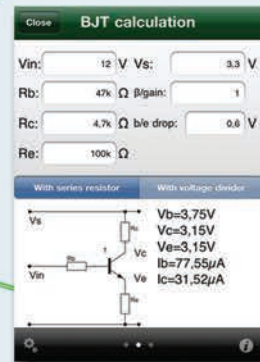 Close BJT calculation
Vin: 12 V Vs: 3,3 V
Rb: 47k Ω β/gain: 1
Rc: 4,7k Ω b/e drop: 0,6 V
Re: 100k Ω
With series resistor With voltage divider
Vs
Rc
Rb
1
Vc
Vin
Ve
Re
Vb=3,75V
Vc=3,15V
Ve=3,15V
Ib=77,55µA
Ic=31,52µA